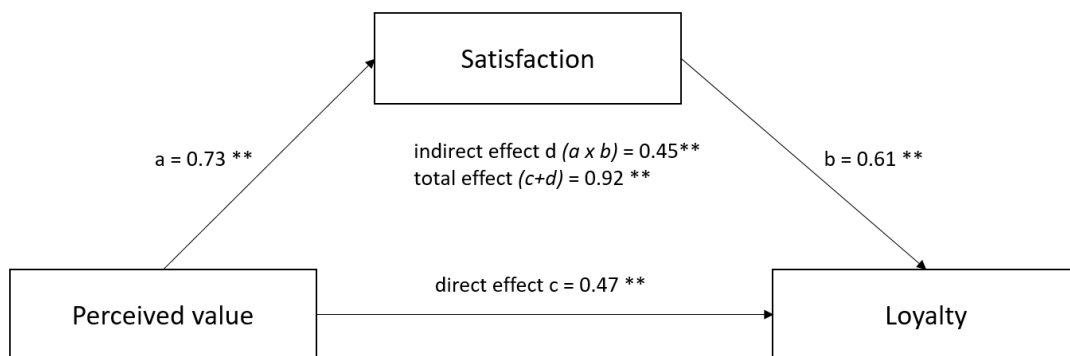 Satisfaction
a = 0.73 **
indirect effect d (a x b) = 0.45**
total effect (c+d) = 0.92 **
b = 0.61 **
direct effect c = 0.47 **
Perceived value
Loyalty